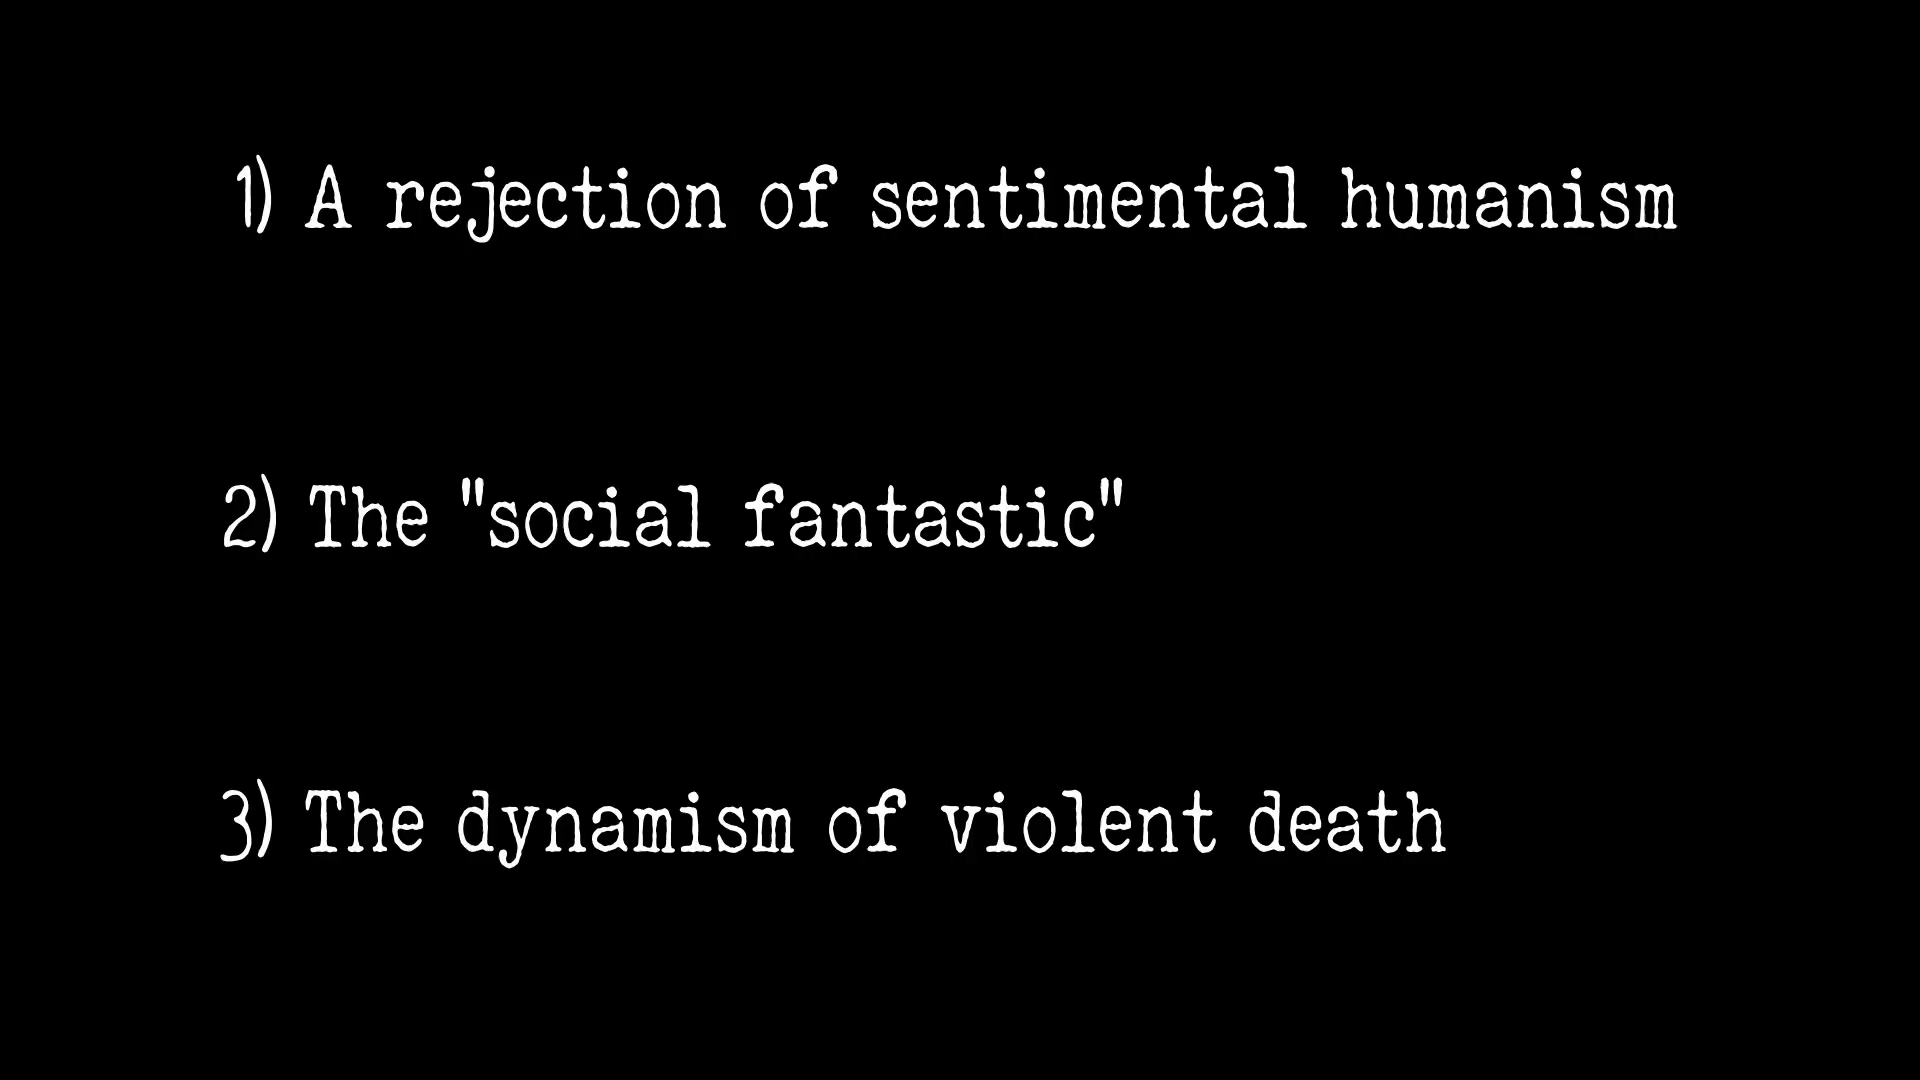 1) A rejection of sentimental humanism
2) The "social fantastic"
3) The dynamism of violent death